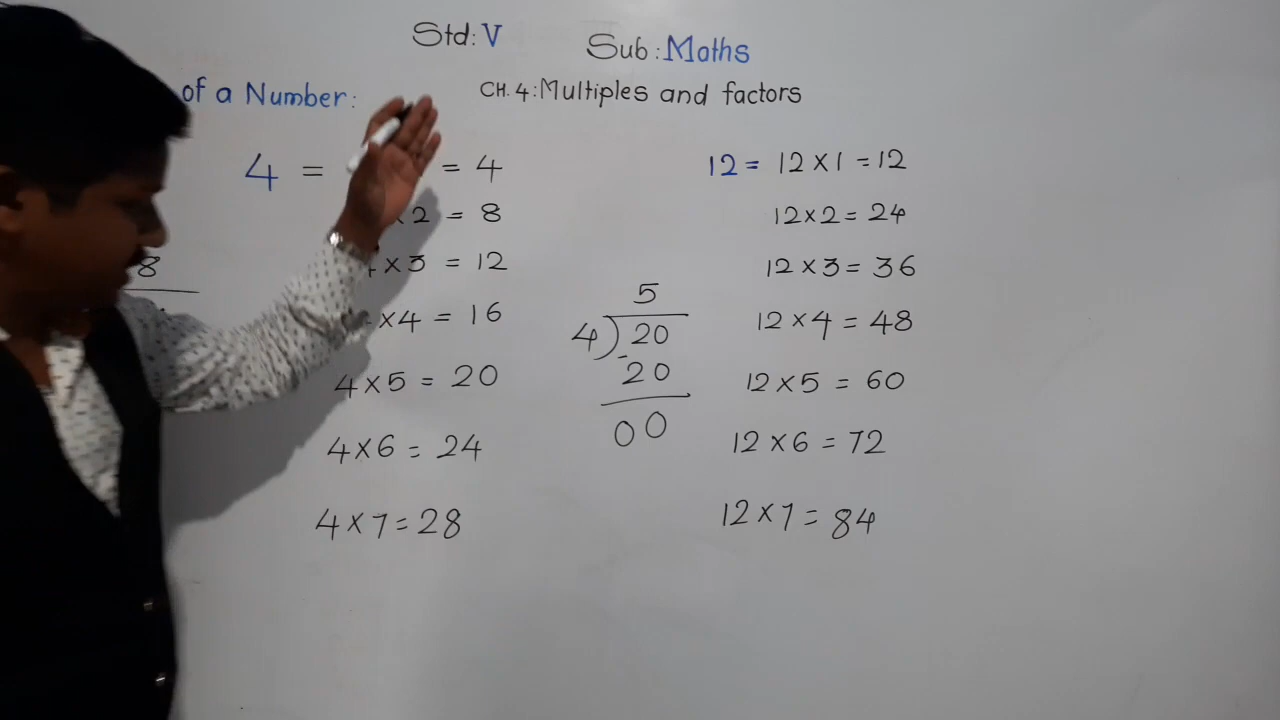 Std: V
Sub: Maths
of a Number:
CH. 4: Multiples and factors
4 = = 4
×2 = 8
4×3 = 12
×4 = 16
4×5 = 20
4×6 = 24
4×7=28
8
5
4)20
- 20
00
12= 12×1 =12
12×2= 24
12×3= 36
12×4 = 48
12×5 = 60
12×6 = 72
12×7= 84